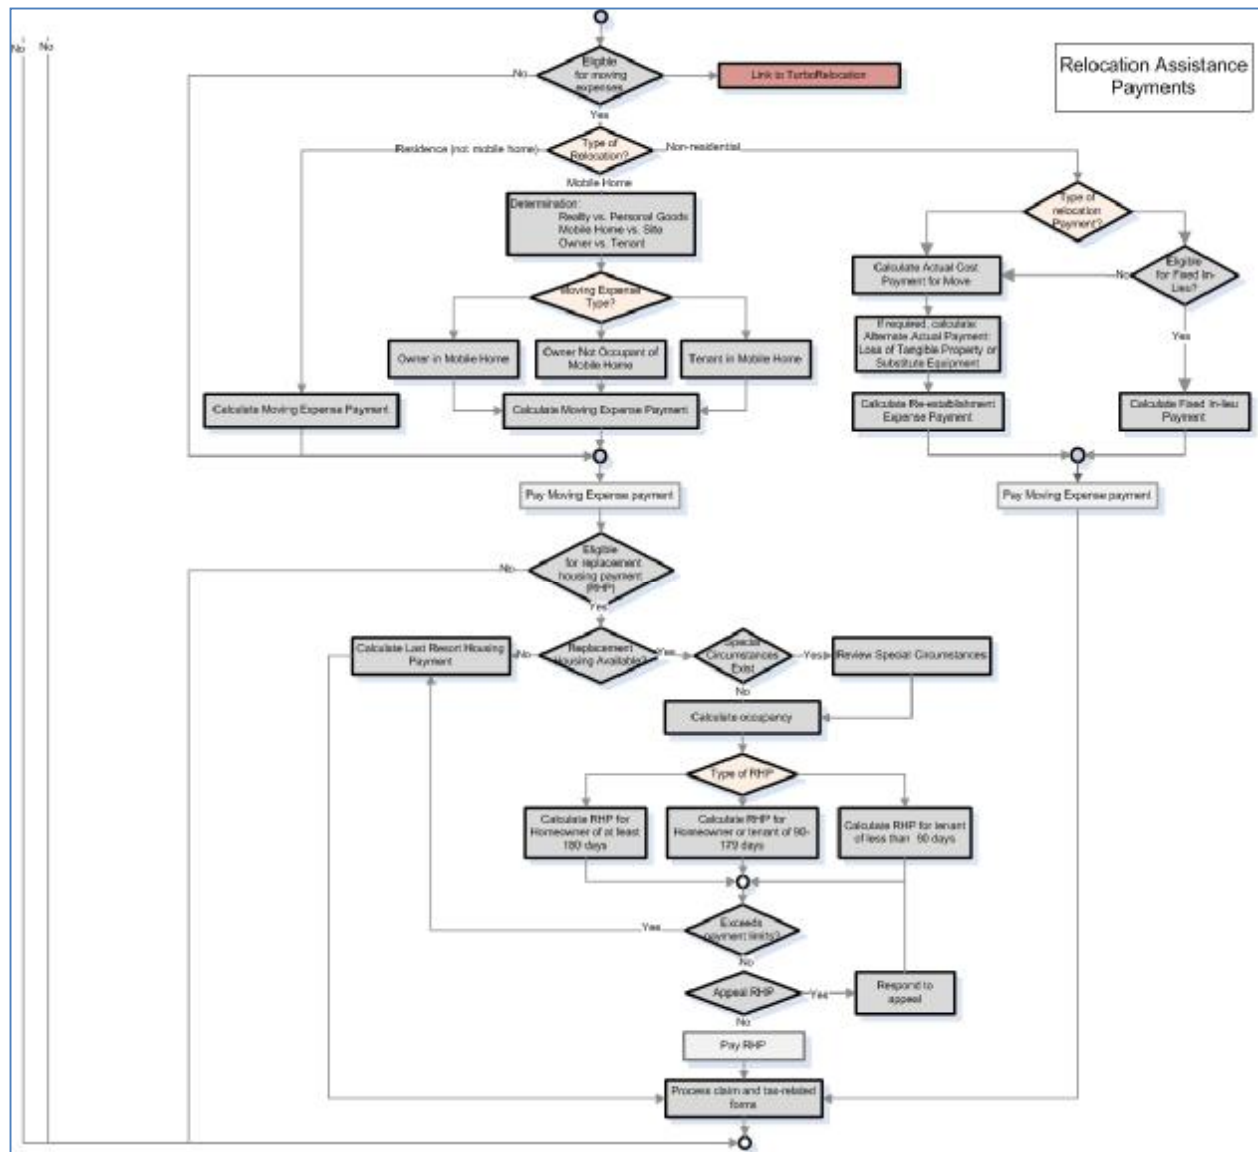 No
No
Relocation Assistance
Payments
Eligible
for moving
expenses
No
Link to TurboRelocation
Yes
Residence (not mobile home)
Type of
Relocation?
Non-residential
Mobile Home
Determination:
Realty vs. Personal Goods
Mobile Home vs. Site
Owner vs. Tenant
Type of
relocation
Payment?
Calculate Actual Cost
Payment for Move
No
Eligible
for Fixed In-
Lieu?
Moving Expense
Type?
If required, calculate
Alternate Actual Payment:
Loss of Tangible Property or
Substitute Equipment
Yes
Owner in Mobile Home
Owner Not Occupant of
Mobile Home
Tenant in Mobile Home
Calculate Moving Expense Payment
Calculate Moving Expense Payment
Calculate Re-establishment
Expense Payment
Calculate Fixed In-lieu
Payment
Pay Moving Expense payment
Pay Moving Expense payment
Eligible
for replacement
housing payment
(RHP)
No
Yes
Calculate Last Resort Housing
Payment
No
Replacement
Housing Available?
Yes
Special
Circumstances
Exist
Yes
Review Special Circumstances
No
Calculate occupancy
Type of RHP
Calculate RHP for
Homeowner of at least
180 days
Calculate RHP for
Homeowner or tenant of 90-
179 days
Calculate RHP for tenant
of less than 90 days
Exceeds
payment limits?
Yes
No
Appeal RHP
Yes
Respond to
appeal
No
Pay RHP
Process claim and tax-related
forms